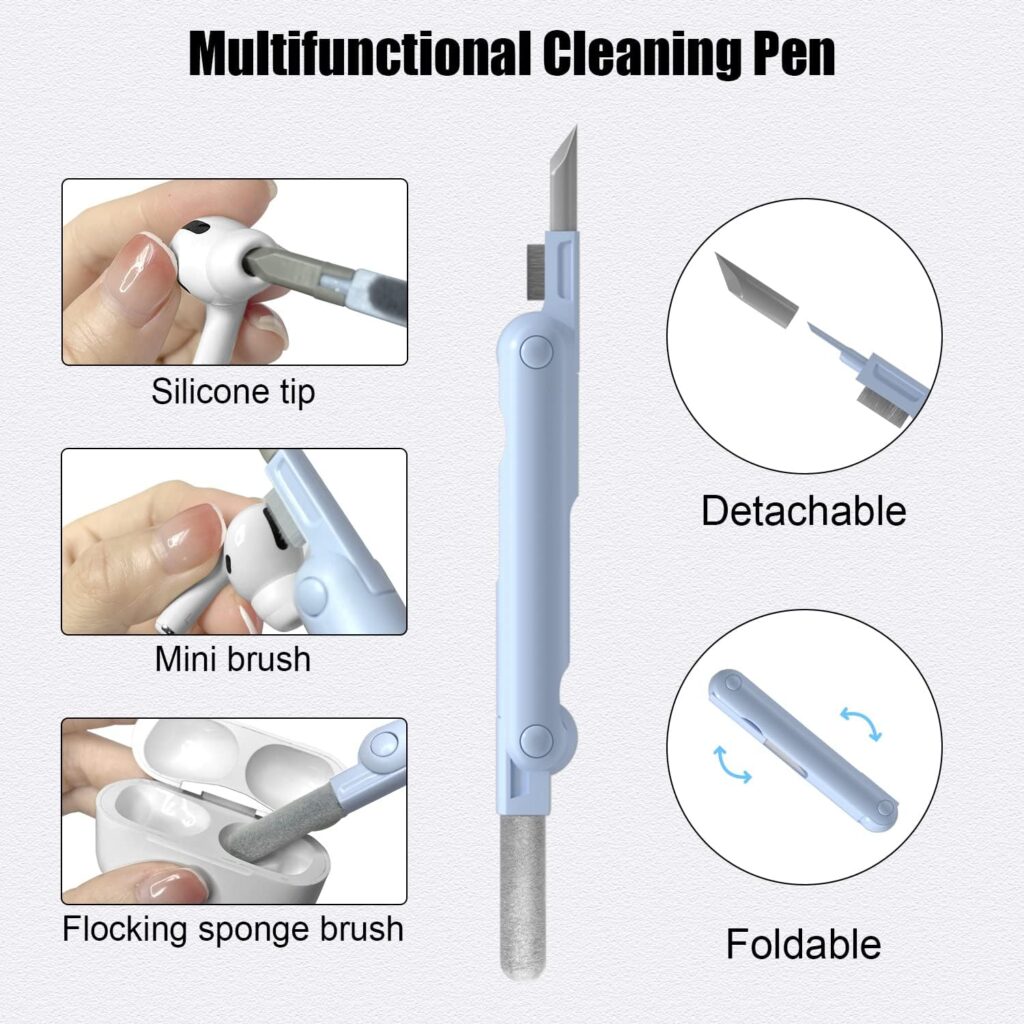 Multifunctional Cleaning Pen
Silicone tip
Mini brush
Flocking sponge brush
Detachable
Foldable